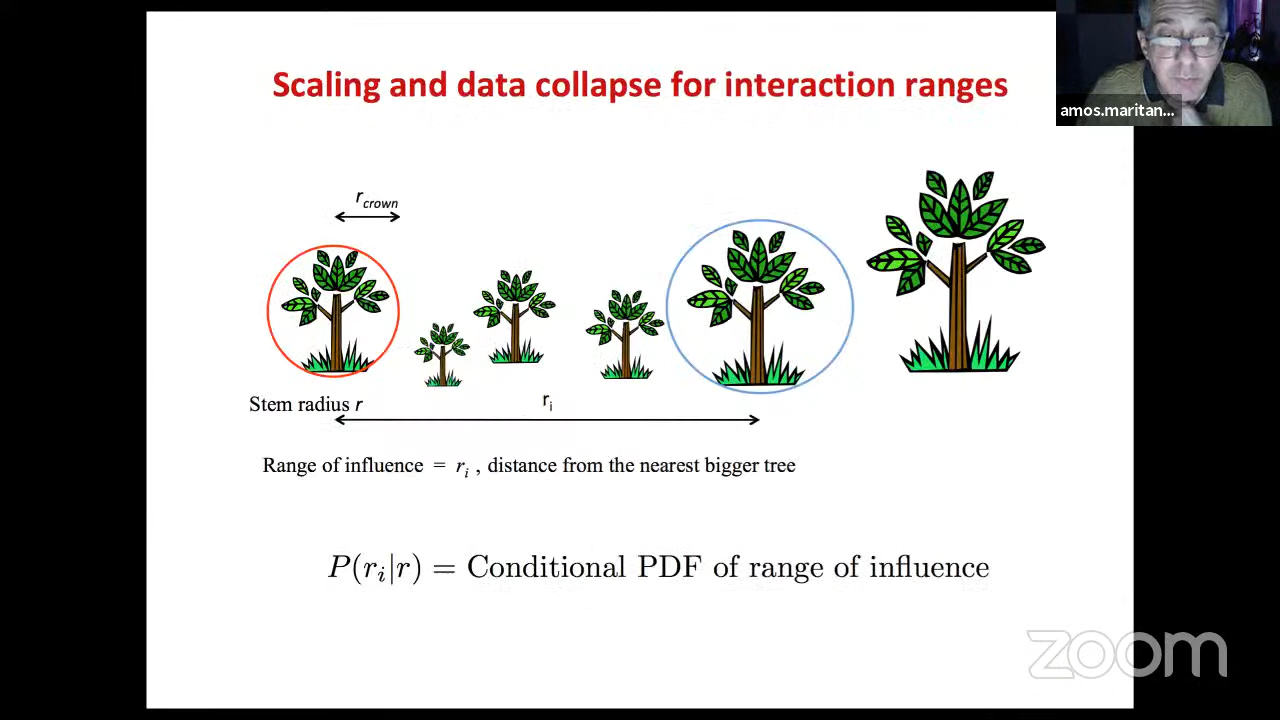 Scaling and data collapse for interaction ranges
amos.maritan...
r_crown
Stem radius r
r_i
Range of influence = r_i , distance from the nearest bigger tree
P(r_i|r) = Conditional PDF of range of influence
zoom